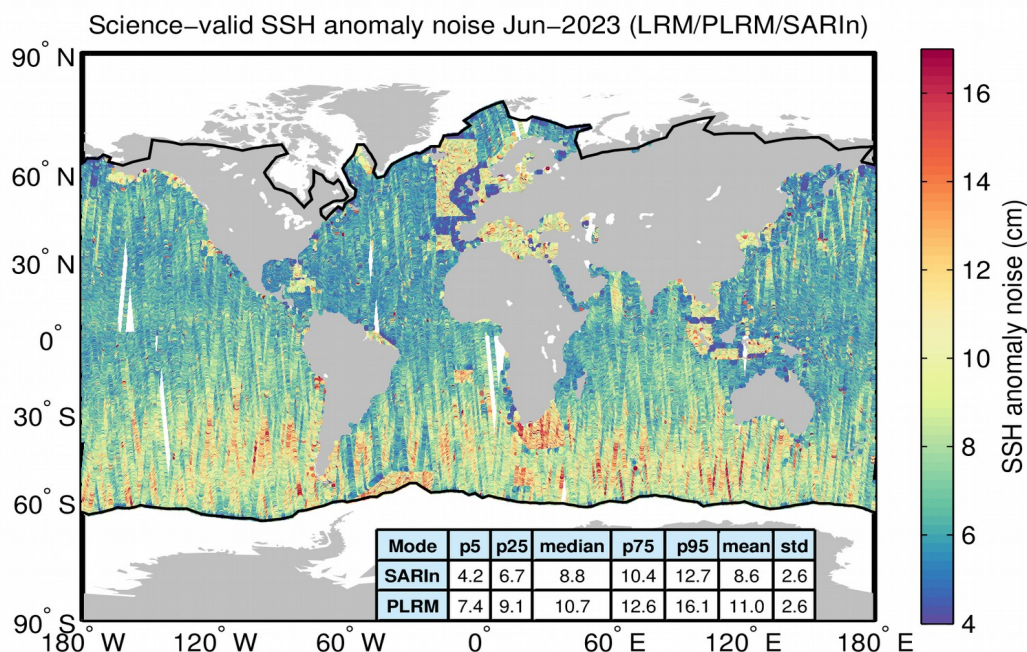 Science−valid SSH anomaly noise Jun−2023 (LRM/PLRM/SARIn)
90° N
60° N
30° N
0°
30° S
60° S
90° S
180° W
120° W
60° W
0°
60° E
120° E
180° E
Mode p5 p25 median p75 p95 mean std
SARIn 4.2 6.7 8.8 10.4 12.7 8.6 2.6
PLRM 7.4 9.1 10.7 12.6 16.1 11.0 2.6
16
14
12
10
8
6
4
SSH anomaly noise (cm)